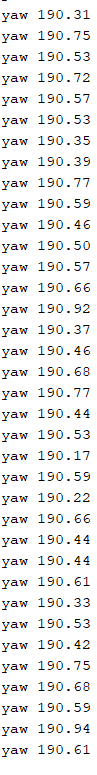 yaw 190.31
yaw 190.75
yaw 190.53
yaw 190.72
yaw 190.57
yaw 190.53
yaw 190.35
yaw 190.39
yaw 190.77
yaw 190.59
yaw 190.46
yaw 190.50
yaw 190.57
yaw 190.66
yaw 190.92
yaw 190.37
yaw 190.46
yaw 190.68
yaw 190.77
yaw 190.44
yaw 190.53
yaw 190.17
yaw 190.59
yaw 190.22
yaw 190.66
yaw 190.44
yaw 190.44
yaw 190.61
yaw 190.33
yaw 190.53
yaw 190.42
yaw 190.75
yaw 190.68
yaw 190.59
yaw 190.94
yaw 190.61